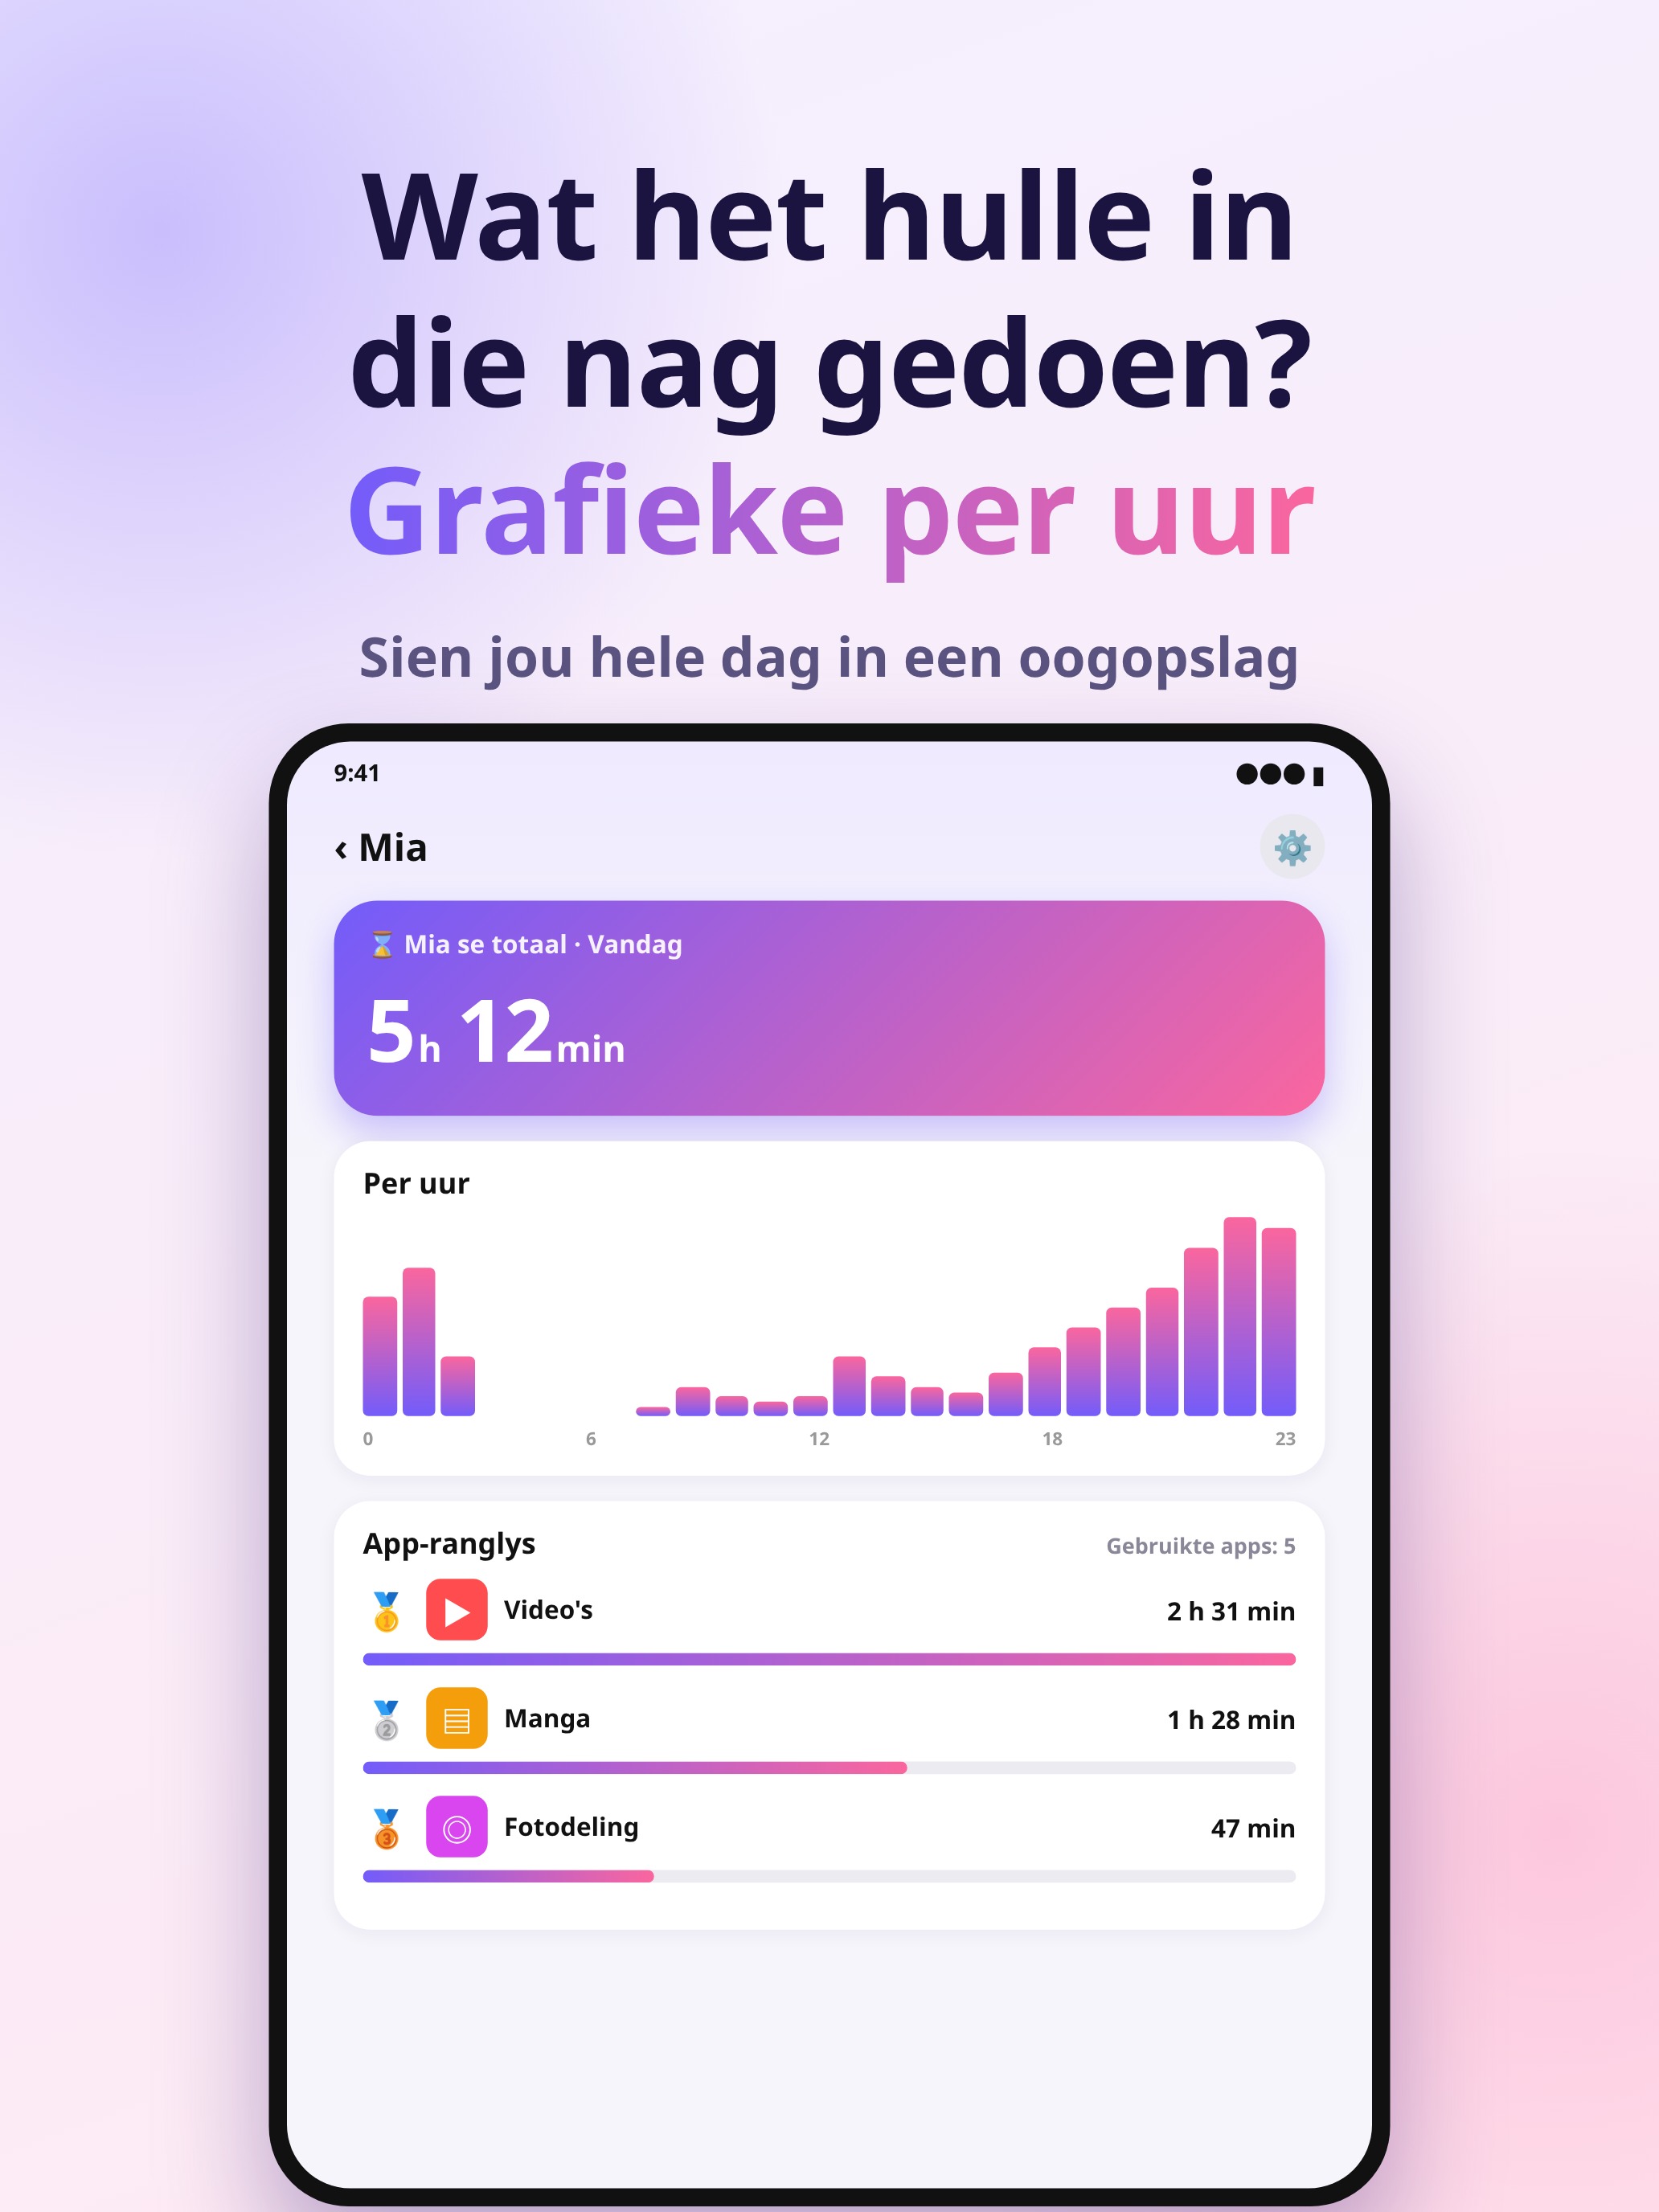 Wat het hulle in
die nag gedoen?
Grafieke per uur
Sien jou hele dag in een oogopslag
9:41
‹ Mia
Mia se totaal · Vandag
5h 12min
Per uur
0 6 12 18 23
App-ranglys
Gebruikte apps: 5
Video's
2 h 31 min
Manga
1 h 28 min
Fotodeling
47 min